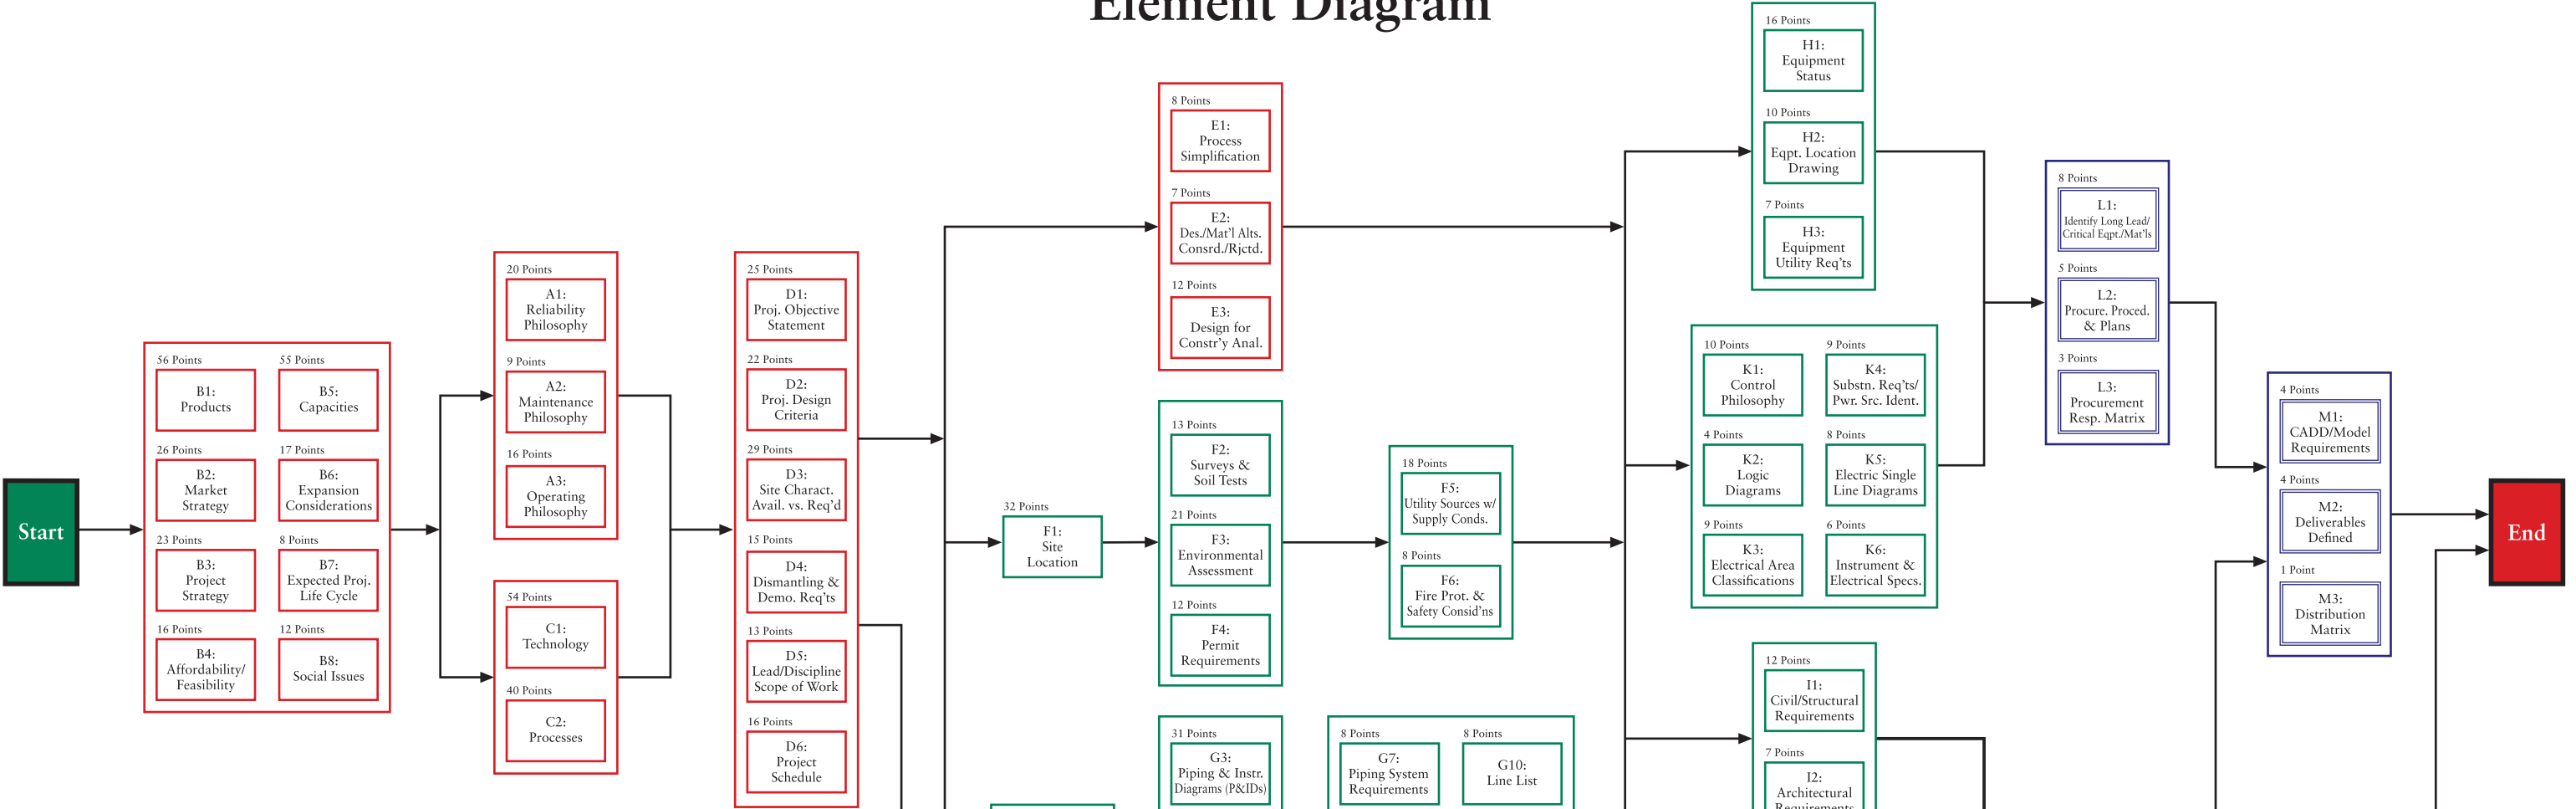 Element Diagram
Start
56 Points
B1:
Products
26 Points
B2:
Market
Strategy
23 Points
B3:
Project
Strategy
16 Points
B4:
Affordability/
Feasibility
55 Points
B5:
Capacities
17 Points
B6:
Expansion
Considerations
8 Points
B7:
Expected Proj.
Life Cycle
12 Points
B8:
Social Issues
20 Points
A1:
Reliability
Philosophy
9 Points
A2:
Maintenance
Philosophy
16 Points
A3:
Operating
Philosophy
54 Points
C1:
Technology
40 Points
C2:
Processes
25 Points
D1:
Proj. Objective
Statement
22 Points
D2:
Proj. Design
Criteria
29 Points
D3:
Site Charact.
Avail. vs. Req’d
15 Points
D4:
Dismantling &
Demo. Req’ts
13 Points
D5:
Lead/Discipline
Scope of Work
16 Points
D6:
Project
Schedule
8 Points
E1:
Process
Simplification
7 Points
E2:
Des./Mat’l Alts.
Consrd./Rjctd.
12 Points
E3:
Design for
Constr’y Anal.
32 Points
F1:
Site
Location
13 Points
F2:
Surveys &
Soil Tests
21 Points
F3:
Environmental
Assessment
12 Points
F4:
Permit
Requirements
18 Points
F5:
Utility Sources w/
Supply Conds.
8 Points
F6:
Fire Prot. &
Safety Consid’ns
31 Points
G3:
Piping & Instr.
Diagrams (P&IDs)
8 Points
G7:
Piping System
Requirements
8 Points
G10:
Line List
16 Points
H1:
Equipment
Status
10 Points
H2:
Eqpt. Location
Drawing
7 Points
H3:
Equipment
Utility Req’ts
10 Points
K1:
Control
Philosophy
4 Points
K2:
Logic
Diagrams
9 Points
K3:
Electrical Area
Classifications
9 Points
K4:
Substn. Req’ts/
Pwr. Src. Ident.
8 Points
K5:
Electric Single
Line Diagrams
6 Points
K6:
Instrument &
Electrical Specs.
12 Points
I1:
Civil/Structural
Requirements
7 Points
I2:
Architectural
Requirements
8 Points
L1:
Identify Long Lead/
Critical Eqpt./Mat’ls
5 Points
L2:
Procure. Proced.
& Plans
3 Points
L3:
Procurement
Resp. Matrix
4 Points
M1:
CADD/Model
Requirements
4 Points
M2:
Deliverables
Defined
1 Point
M3:
Distribution
Matrix
End